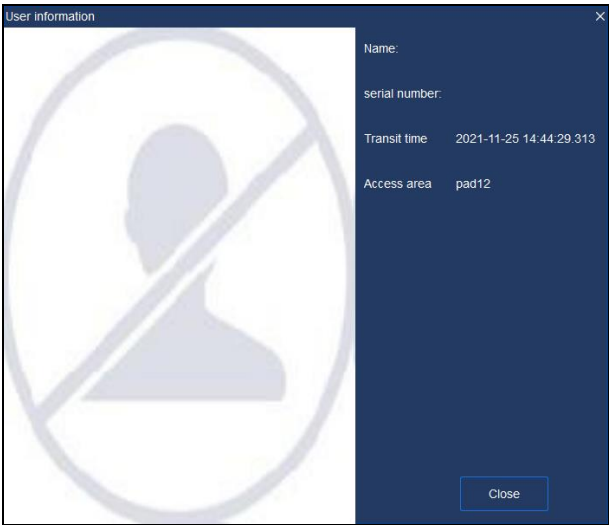 User information
Name:
serial number:
Transit time 2021-11-25 14:44:29.313
Access area pad12
Close